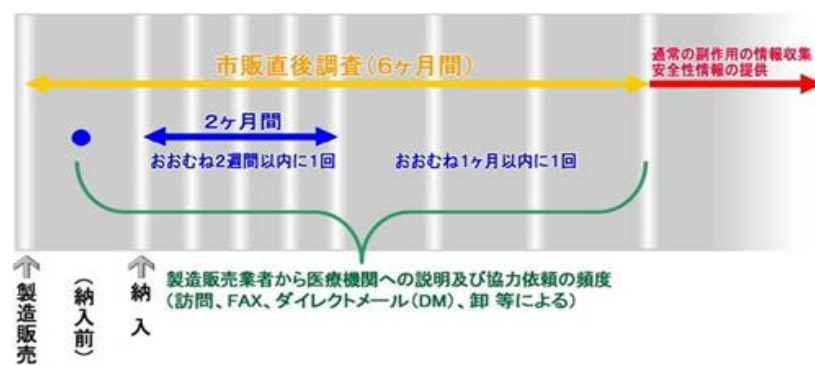 市販直後調査(6ヶ月間)
通常の副作用の情報収集
安全性情報の提供
2ヶ月間
おおむね2週間以内に1回
おおむね1ヶ月以内に1回
製造販売
(納入前)
納入
製造販売業者から医療機関への説明及び協力依頼の頻度
(訪問、FAX、ダイレクトメール(DM)、卸 等による)